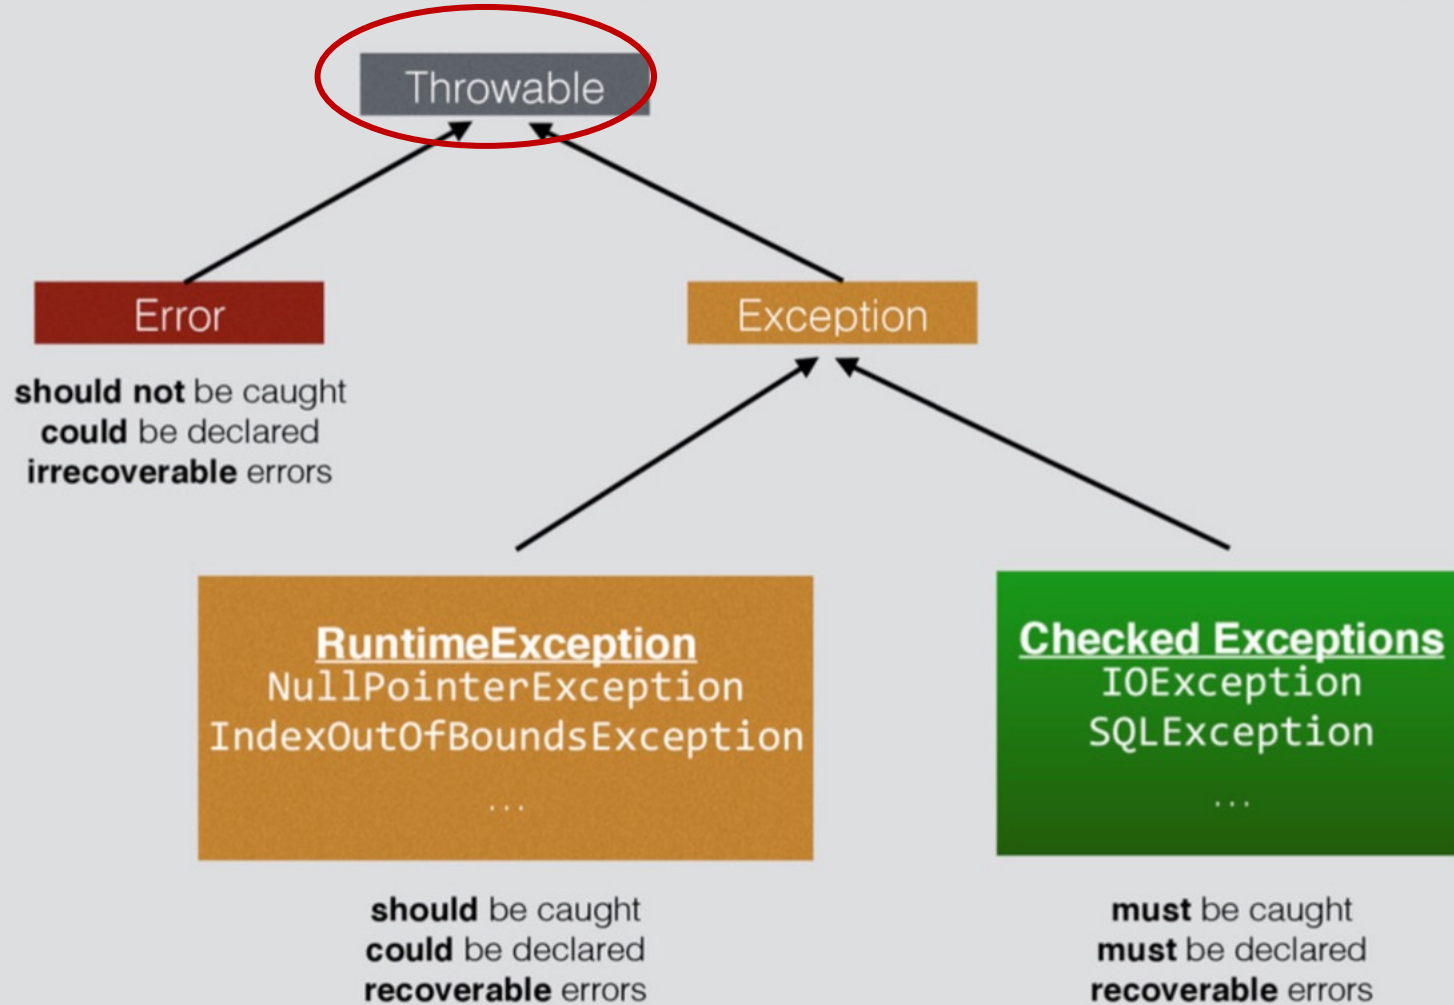 Throwable
Error
Exception
should not be caught
could be declared
irrecoverable errors
RuntimeException
NullPointerException
IndexOutOfBoundsException
...
Checked Exceptions
IOException
SQLException
...
should be caught
could be declared
recoverable errors
must be caught
must be declared
recoverable errors